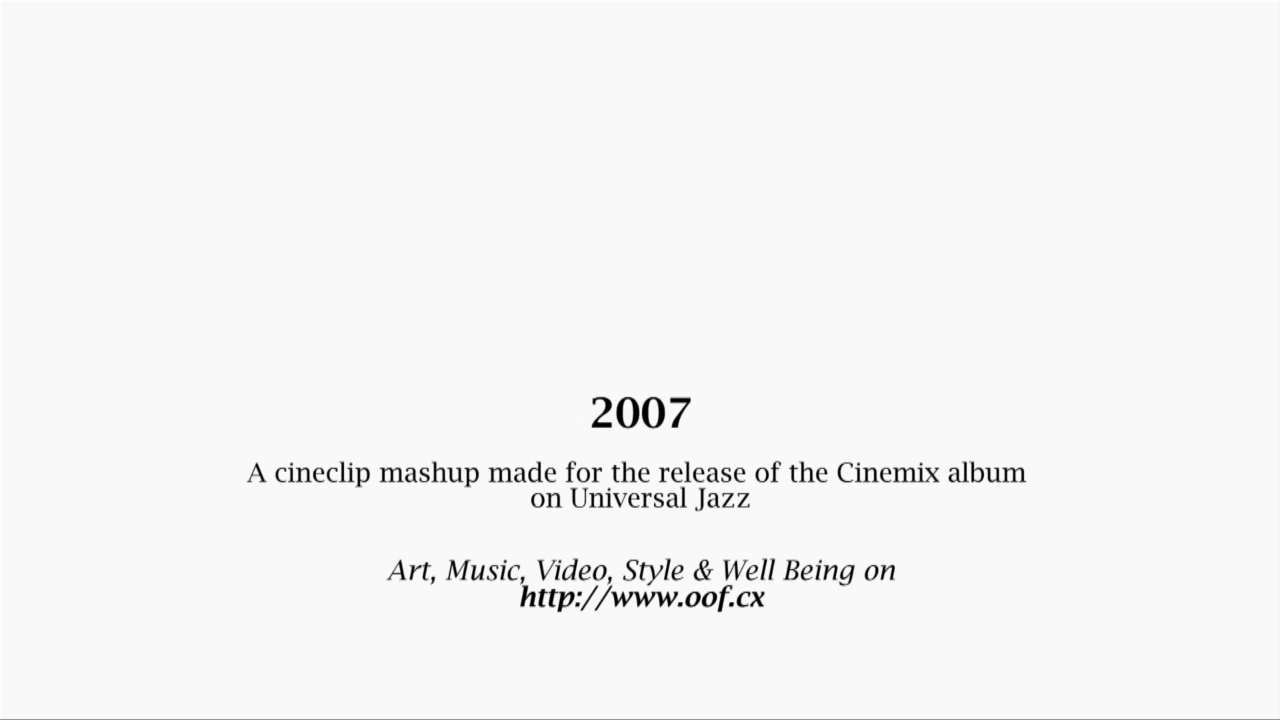 2007
A cineclip mashup made for the release of the Cinemix album
on Universal Jazz
Art, Music, Video, Style & Well Being on
http://www.oof.cx